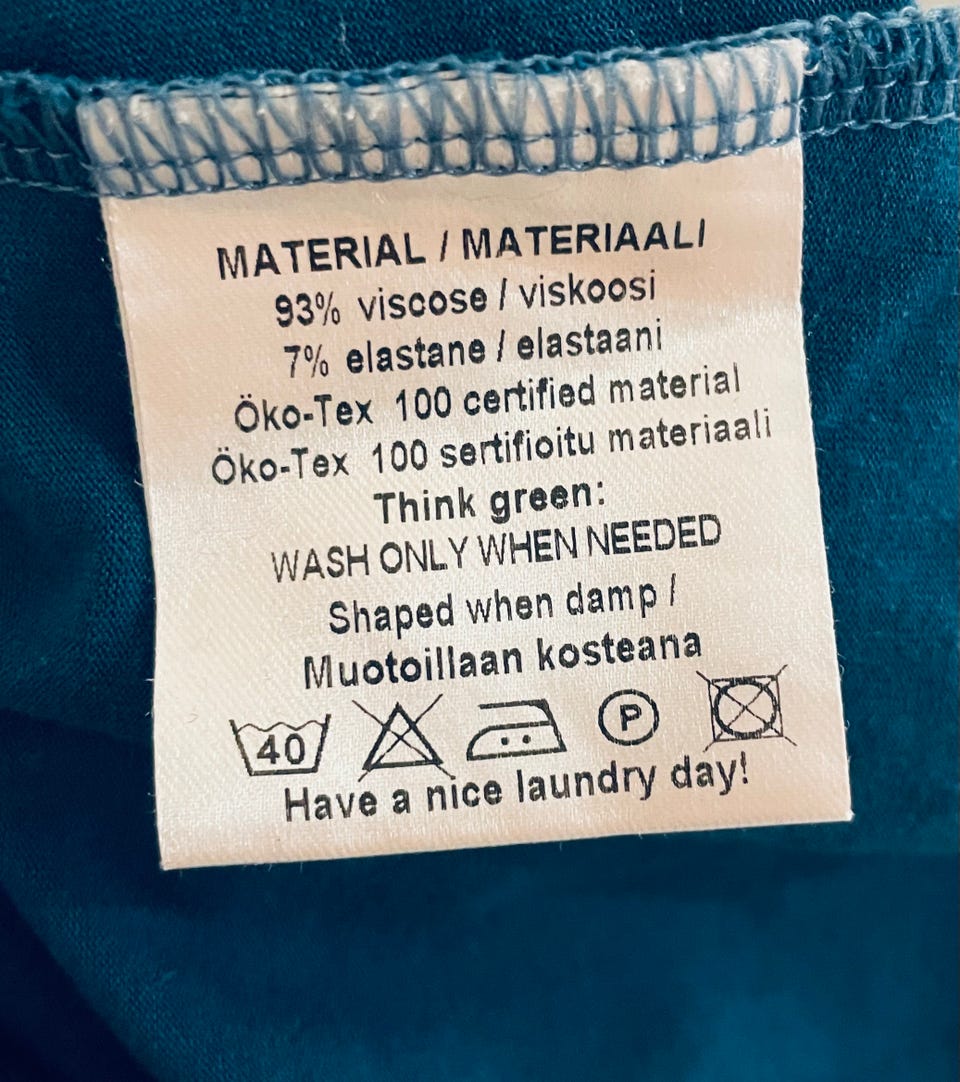 MATERIAL / MATERIAALI
93% viscose / viskoosi
7% elastane / elastaani
Öko-Tex 100 certified material
Öko-Tex 100 sertifioitu materiaali
Think green:
WASH ONLY WHEN NEEDED
Shaped when damp /
Muotoillaan kosteana
40 P
Have a nice laundry day!